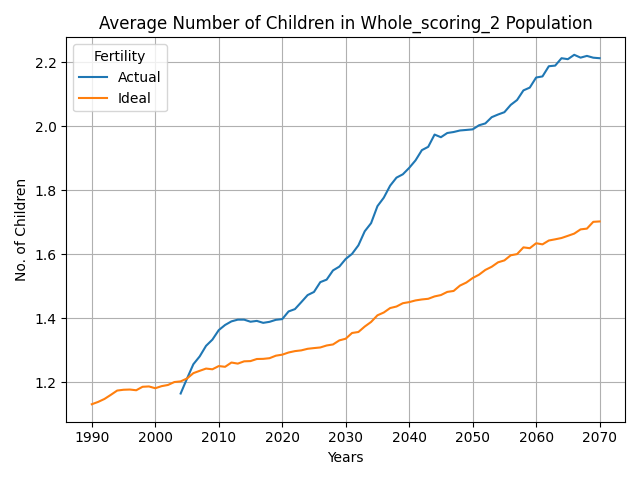 Average Number of Children in Whole_scoring_2 Population
Fertility
Actual
Ideal
No. of Children
2.2
2.0
1.8
1.6
1.4
1.2
1990 2000 2010 2020 2030 2040 2050 2060 2070
Years